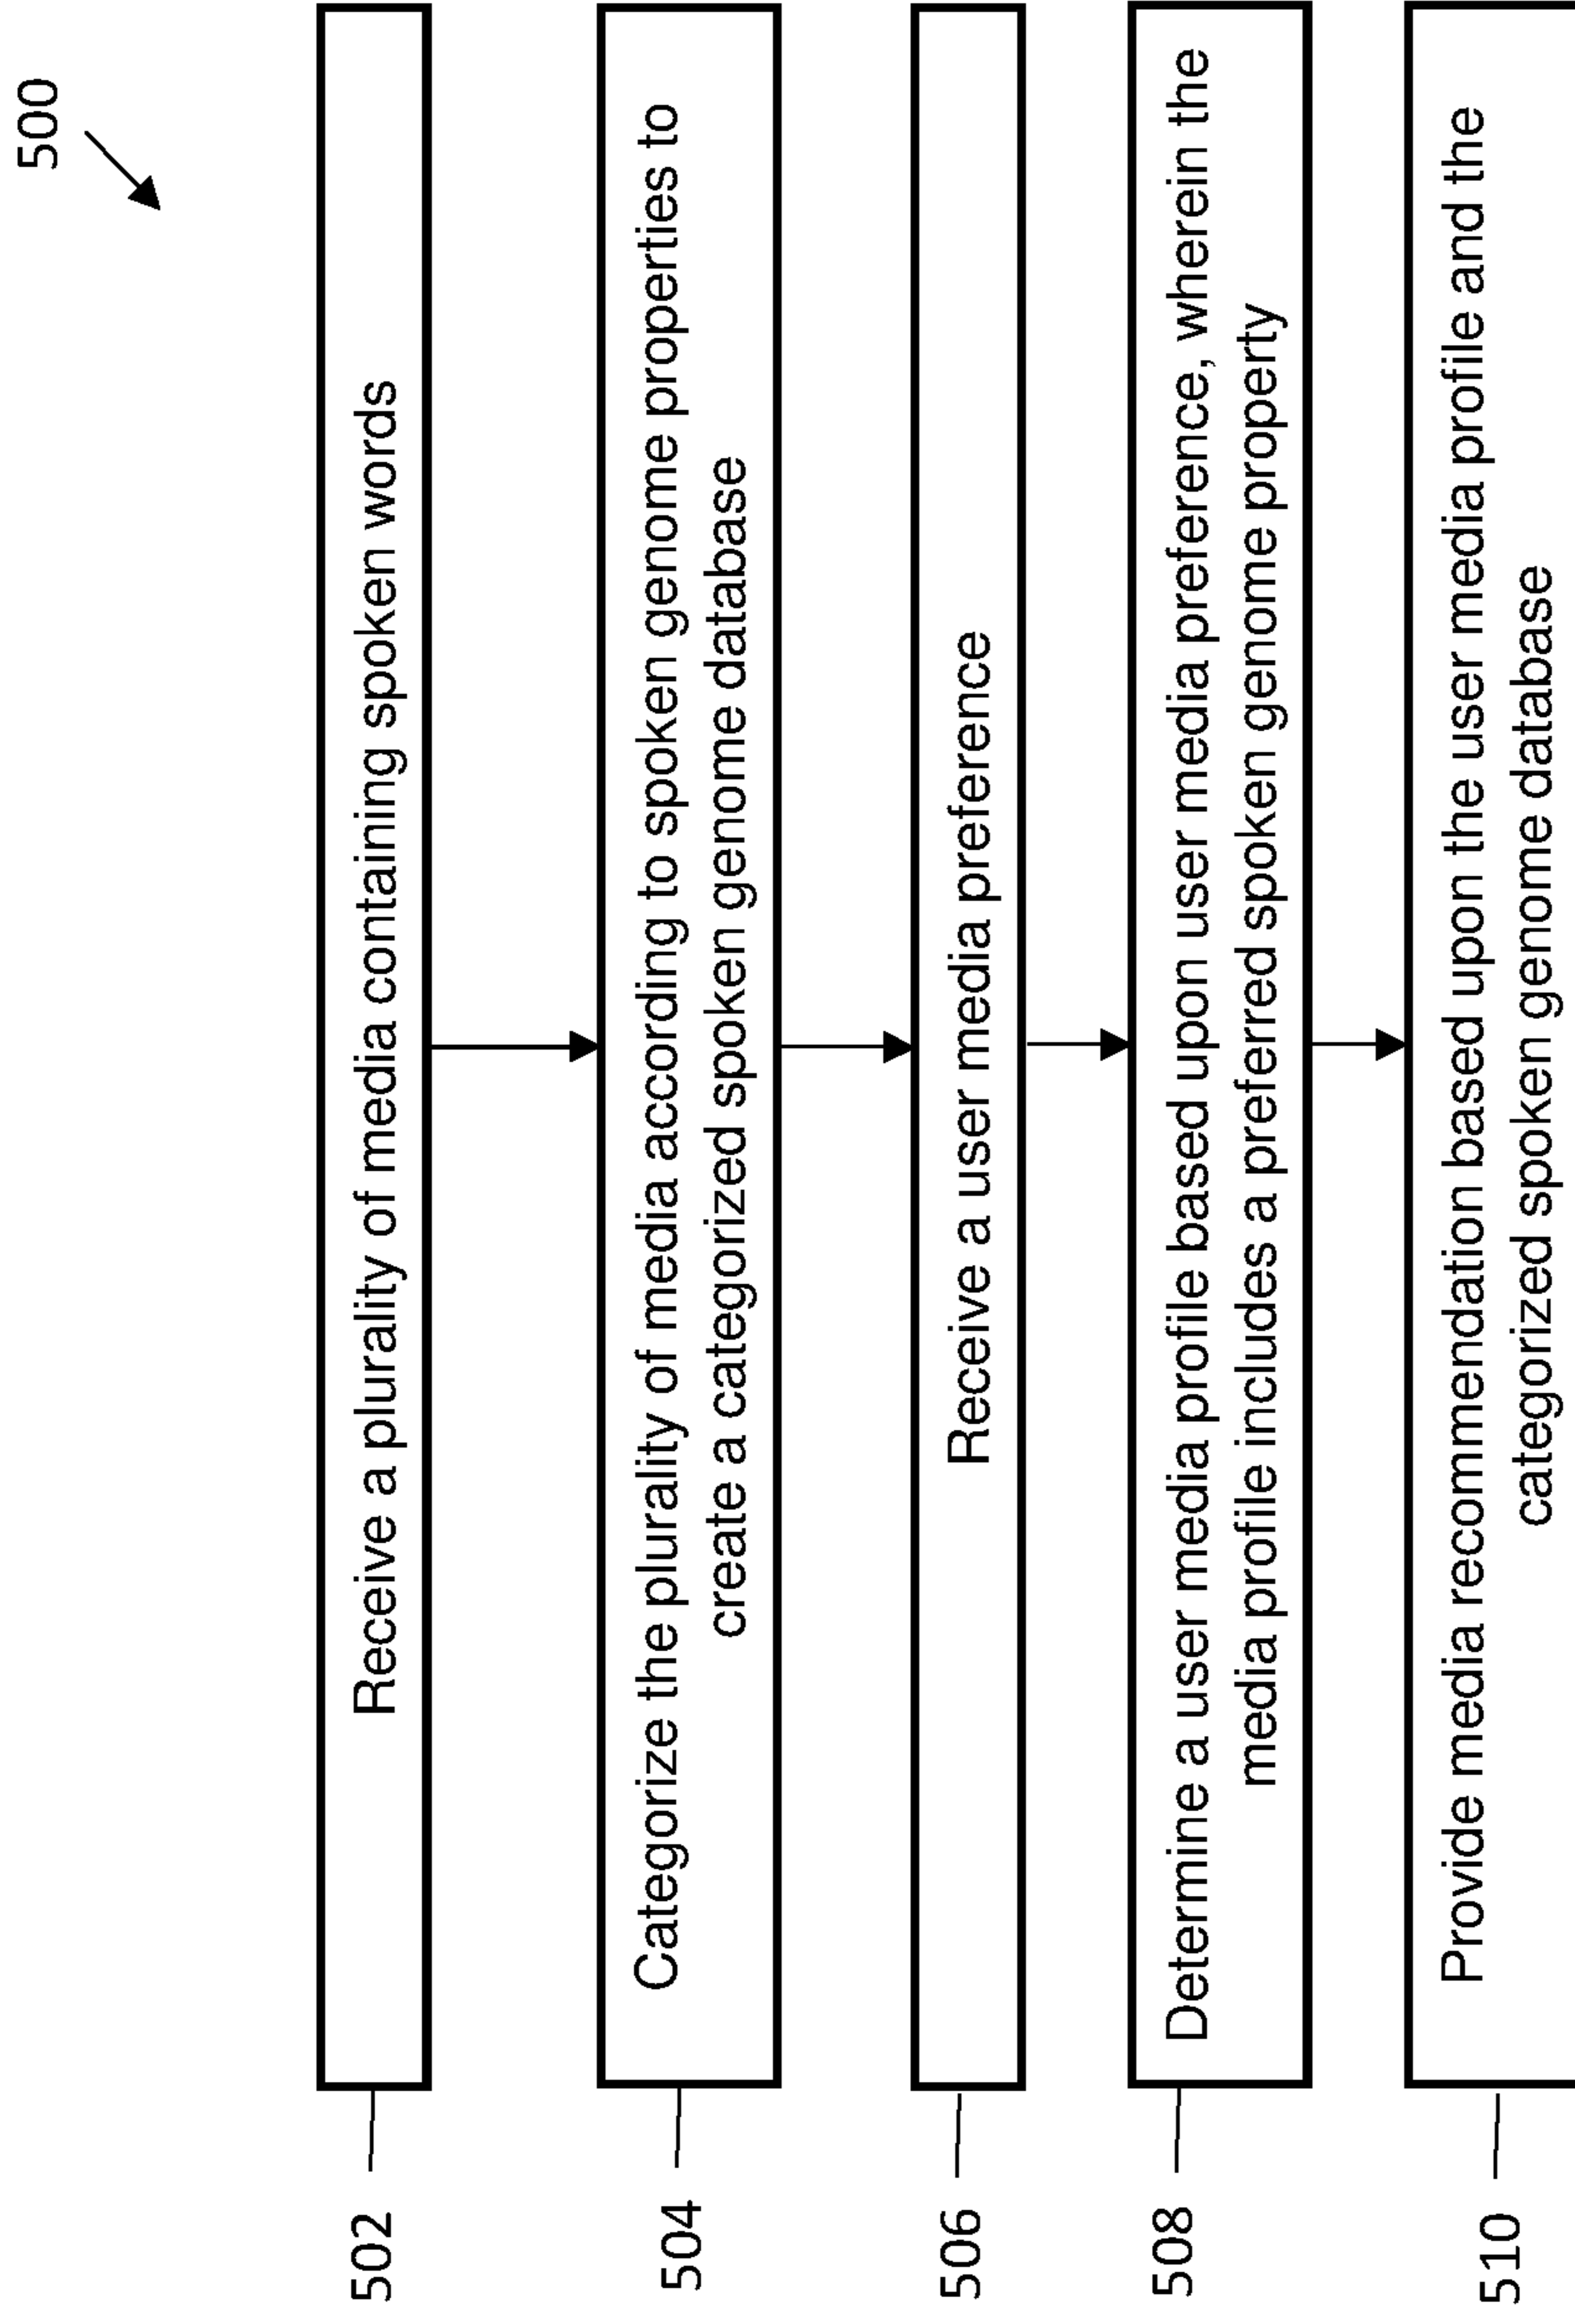 500
502
Receive a plurality of media containing spoken words
504
Categorize the plurality of media according to spoken genome properties to
create a categorized spoken genome database
506
Receive a user media preference
508
Determine a user media profile based upon user media preference, wherein the
media profile includes a preferred spoken genome property
510
Provide media recommendation based upon the user media profile and the
categorized spoken genome database